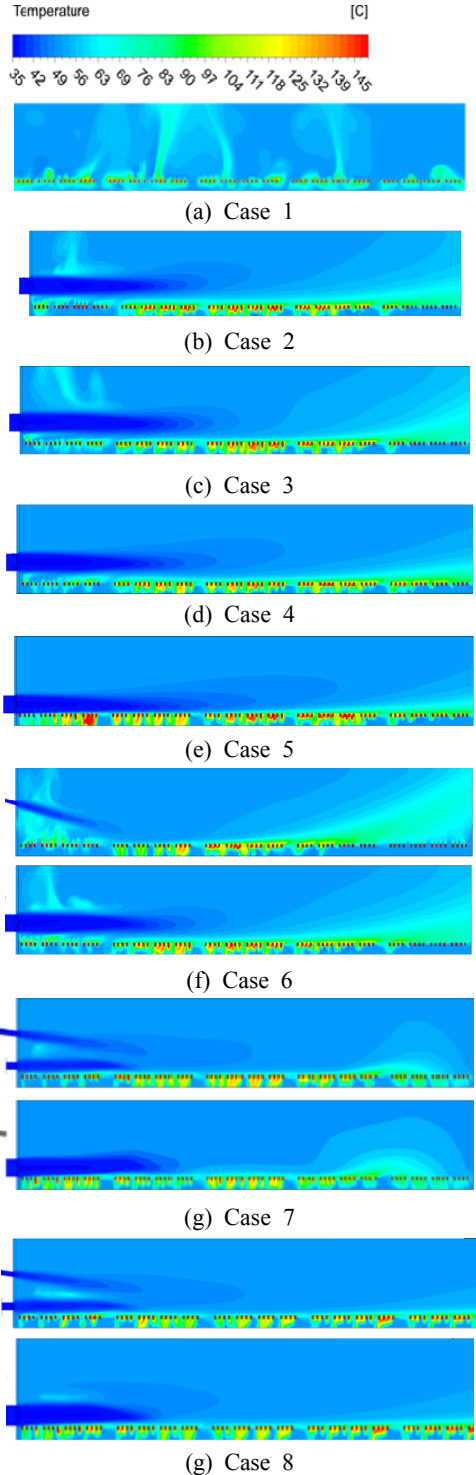 Temperature [C]
35 42 49 56 63 69 76 83 90 97 104 111 118 125 132 139 145
(a) Case 1
(b) Case 2
(c) Case 3
(d) Case 4
(e) Case 5
(f) Case 6
(g) Case 7
(g) Case 8